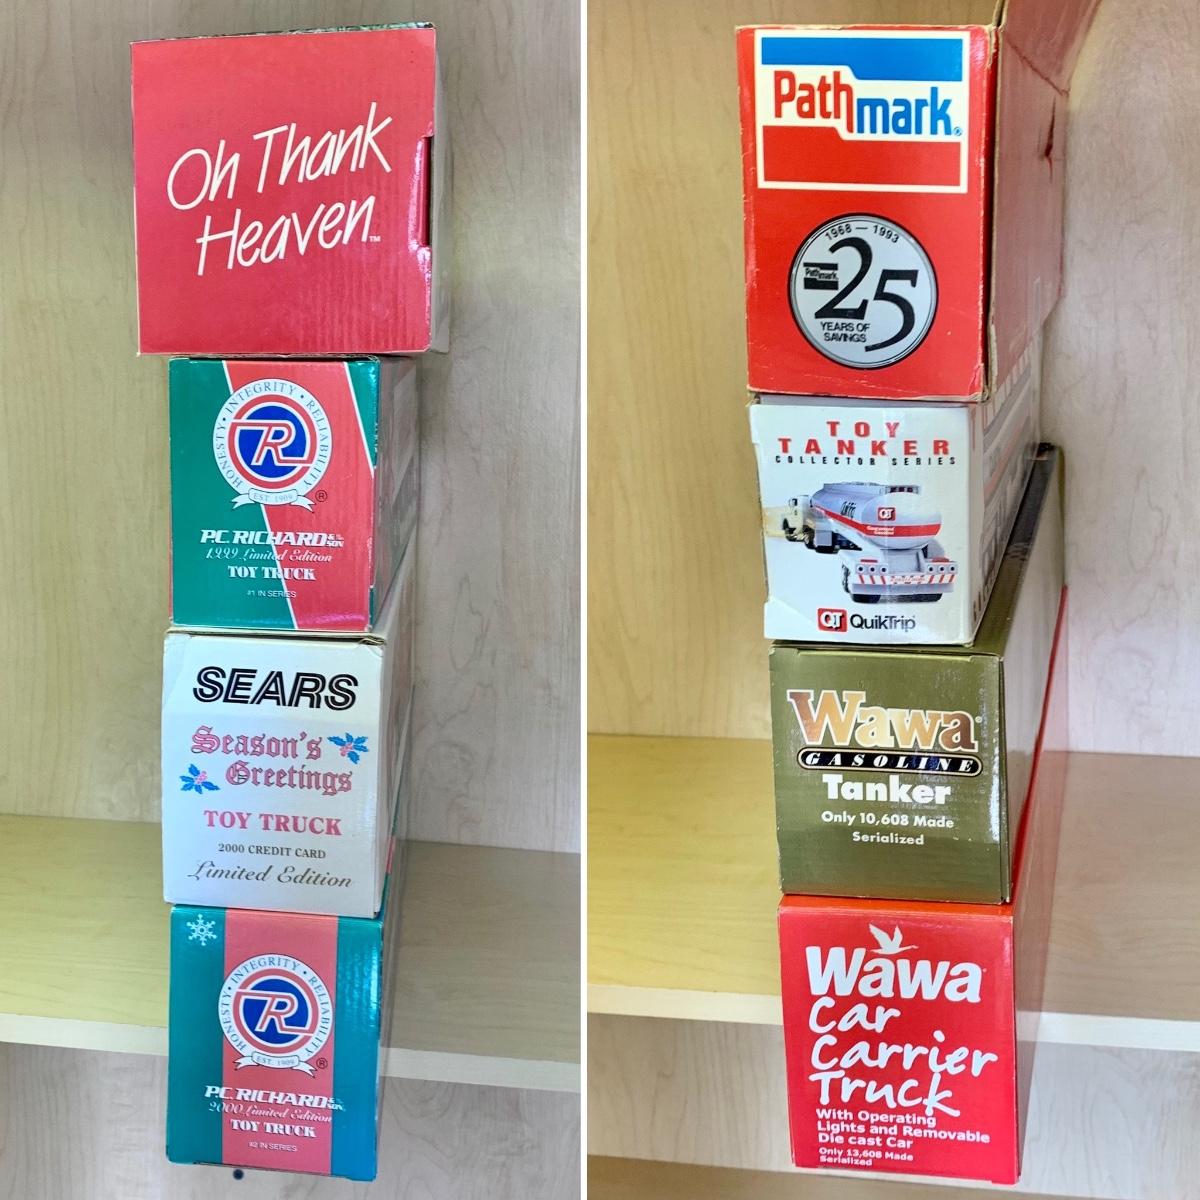 Oh Thank
Heaven™
HONESTY • INTEGRITY • RELIABILITY
R
EST. 1909
®
P.C. RICHARD & SON
1999 Limited Edition
TOY TRUCK
#1 IN SERIES
SEARS
Season's
Greetings
TOY TRUCK
2000 CREDIT CARD
Limited Edition
HONESTY • INTEGRITY • RELIABILITY
R
EST. 1909
®
P.C. RICHARD & SON
2000 Limited Edition
TOY TRUCK
#2 IN SERIES
Pathmark®
1968 — 1993
Pathmark
25
YEARS OF
SAVINGS
TOY
TANKER
COLLECTOR SERIES
QT
QT QuikTrip
Wawa®
GASOLINE
Tanker
Only 10,608 Made
Serialized
Wawa®
Car
Carrier
Truck
With Operating
Lights and Removable
Die cast Car
Only 13,608 Made
Serialized